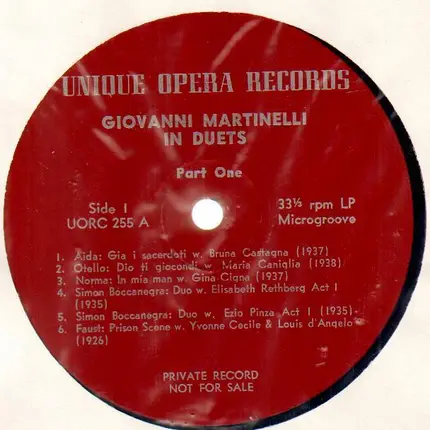 UNIQUE OPERA RECORDS
GIOVANNI MARTINELLI
IN DUETS
Part One
Side I
UORC 255 A
33⅓ rpm LP
Microgroove
1. Aida: Gia i sacerdoti w. Bruna Castagna (1937)
2. Otello: Dio ti giocondi w. Maria Caniglia (1938)
3. Norma: In mia man w. Gina Cigna (1937)
4. Simon Boccanegra: Duo w. Elisabeth Rethberg Act I
(1935)
5. Simon Boccanegra: Duo w. Ezio Pinza Act I (1935)
6. Faust: Prison Scene w. Yvonne Cecile & Louis d'Angelo
(1926)
PRIVATE RECORD
NOT FOR SALE